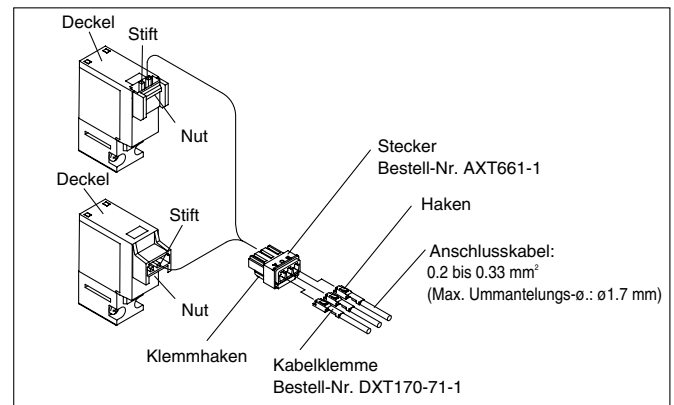 Deckel
Stift
Nut
Deckel
Stift
Nut
Stecker
Bestell-Nr. AXT661-1
Haken
Anschlusskabel:
0.2 bis 0.33 mm²
(Max. Ummantelungs-ø.: ø1.7 mm)
Klemmhaken
Kabelklemme
Bestell-Nr. DXT170-71-1